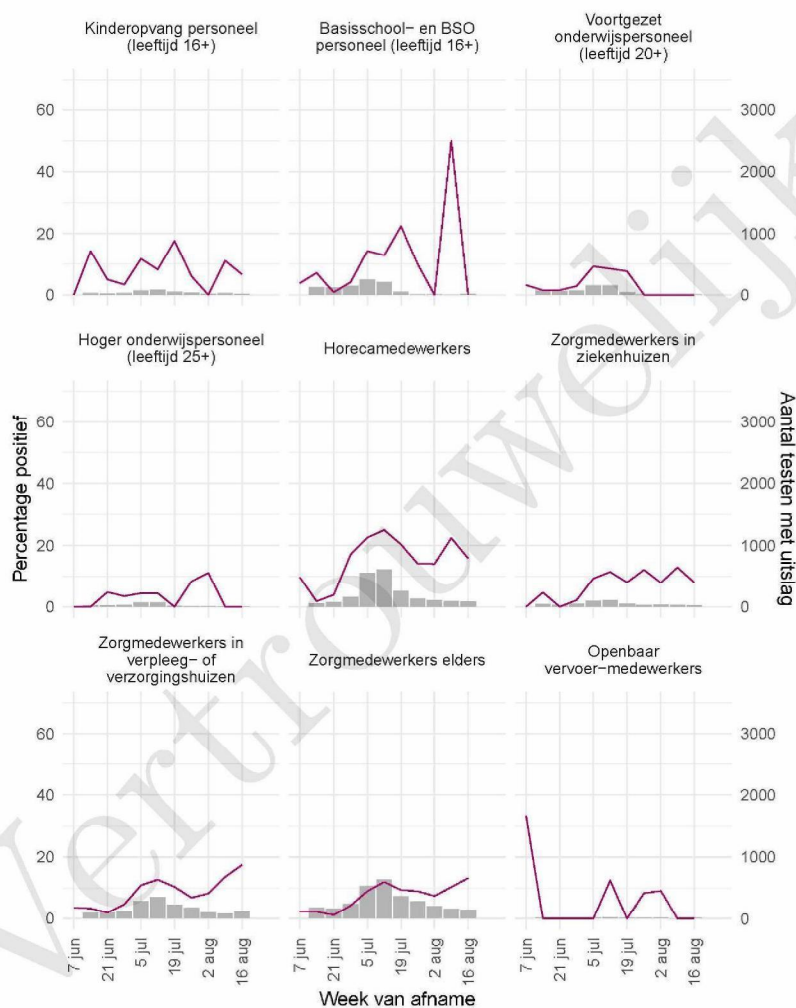 Kinderopvang personeel
(leeftijd 16+)
Basisschool− en BSO
personeel (leeftijd 16+)
Voortgezet
onderwijspersoneel
(leeftijd 20+)
60
40
20
0
3000
2000
1000
0
Hoger onderwijspersoneel
(leeftijd 25+)
Horecamedewerkers
Zorgmedewerkers in
ziekenhuizen
60
40
20
0
3000
2000
1000
0
Percentage positief
Aantal testen met uitslag
Zorgmedewerkers in
verpleeg− of
verzorgingshuizen
Zorgmedewerkers elders
Openbaar
vervoer−medewerkers
60
40
20
0
3000
2000
1000
0
7 jun
21 jun
5 jul
19 jul
2 aug
16 aug
7 jun
21 jun
5 jul
19 jul
2 aug
16 aug
7 jun
21 jun
5 jul
19 jul
2 aug
16 aug
Week van afname
Vertrouwelijk